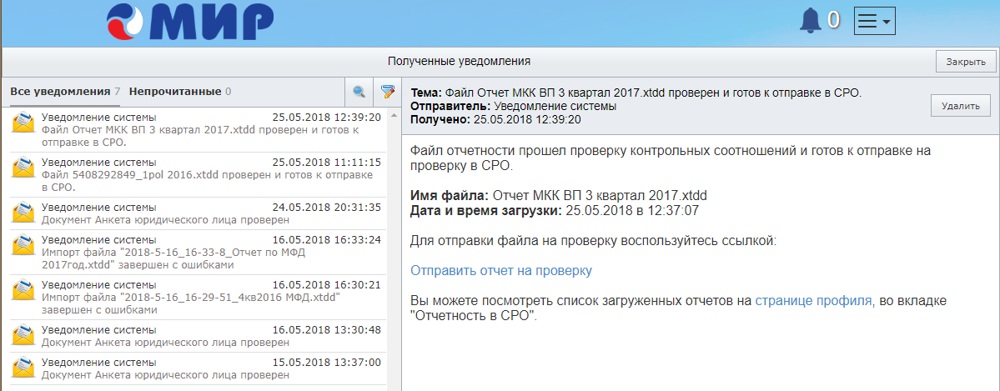 МИР
0
Полученные уведомления
Закрыть
Все уведомления 7 Непрочитанные 0
Уведомление системы 25.05.2018 12:39:20
Файл Отчет МКК ВП 3 квартал 2017.xtdd проверен и готов к
отправке в СРО.
Уведомление системы 25.05.2018 11:11:15
Файл 5408292849_1pol 2016.xtdd проверен и готов к отправке
в СРО.
Уведомление системы 24.05.2018 20:31:35
Документ Анкета юридического лица проверен
Уведомление системы 16.05.2018 16:33:24
Импорт файла "2018-5-16_16-33-8_Отчет по МФД
2017год.xtdd" завершен с ошибками
Уведомление системы 16.05.2018 16:30:21
Импорт файла "2018-5-16_16-29-51_4кв2016 МФД.xtdd"
завершен с ошибками
Уведомление системы 16.05.2018 13:30:48
Документ Анкета юридического лица проверен
Уведомление системы 15.05.2018 13:37:00
Документ Анкета юридического лица проверен
Тема: Файл Отчет МКК ВП 3 квартал 2017.xtdd проверен и готов к отправке в СРО.
Отправитель: Уведомление системы
Получено: 25.05.2018 12:39:20
Удалить
Файл отчетности прошел проверку контрольных соотношений и готов к отправке на
проверку в СРО.
Имя файла: Отчет МКК ВП 3 квартал 2017.xtdd
Дата и время загрузки: 25.05.2018 в 12:37:07
Для отправки файла на проверку воспользуйтесь ссылкой:
Отправить отчет на проверку
Вы можете посмотреть список загруженных отчетов на странице профиля, во вкладке
"Отчетность в СРО".